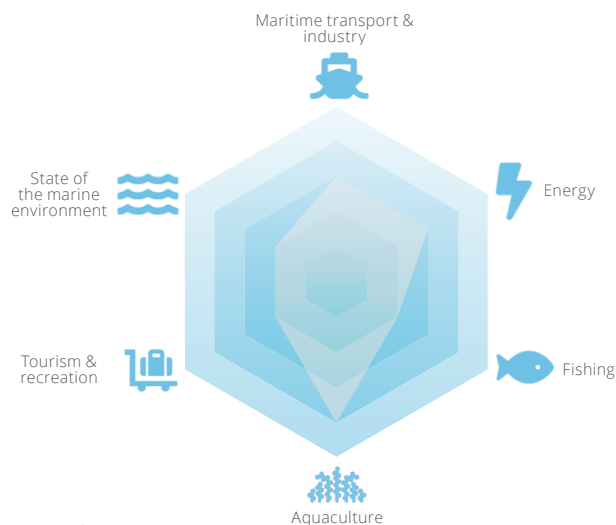 Maritime transport &
industry
State of
the marine
environment
Energy
Tourism &
recreation
Fishing
Aquaculture